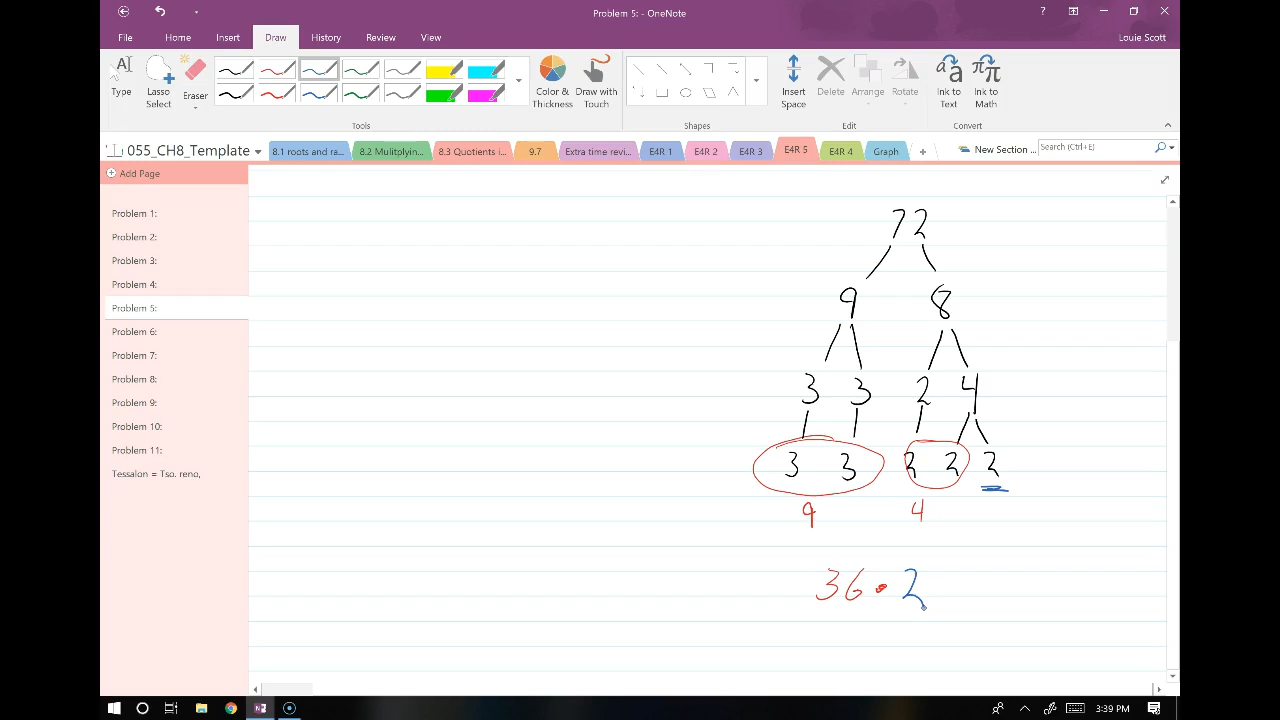 Problem 5: - OneNote
?
File Home Insert Draw History Review View
Louie Scott
Type
Lasso Select
Eraser
Color & Thickness
Draw with Touch
Insert Space
Delete
Arrange
Rotate
Ink to Text
Ink to Math
Tools
Shapes
Edit
Convert
055_CH8_Template
8.1 roots and ra...
8.2 Mulitplyin...
8.3 Quotients i...
9.7
Extra time revi...
E4R 1
E4R 2
E4R 3
E4R 5
E4R 4
Graph
+
New Section ...
Search (Ctrl+E)
Add Page
Problem 1:
Problem 2:
Problem 3:
Problem 4:
Problem 5:
Problem 6:
Problem 7:
Problem 8:
Problem 9:
Problem 10:
Problem 11:
Tessalon = Tso. reno,
72
9 8
3 3 2 4
3 3 2 2 2
9 4
36 · 2
3:39 PM